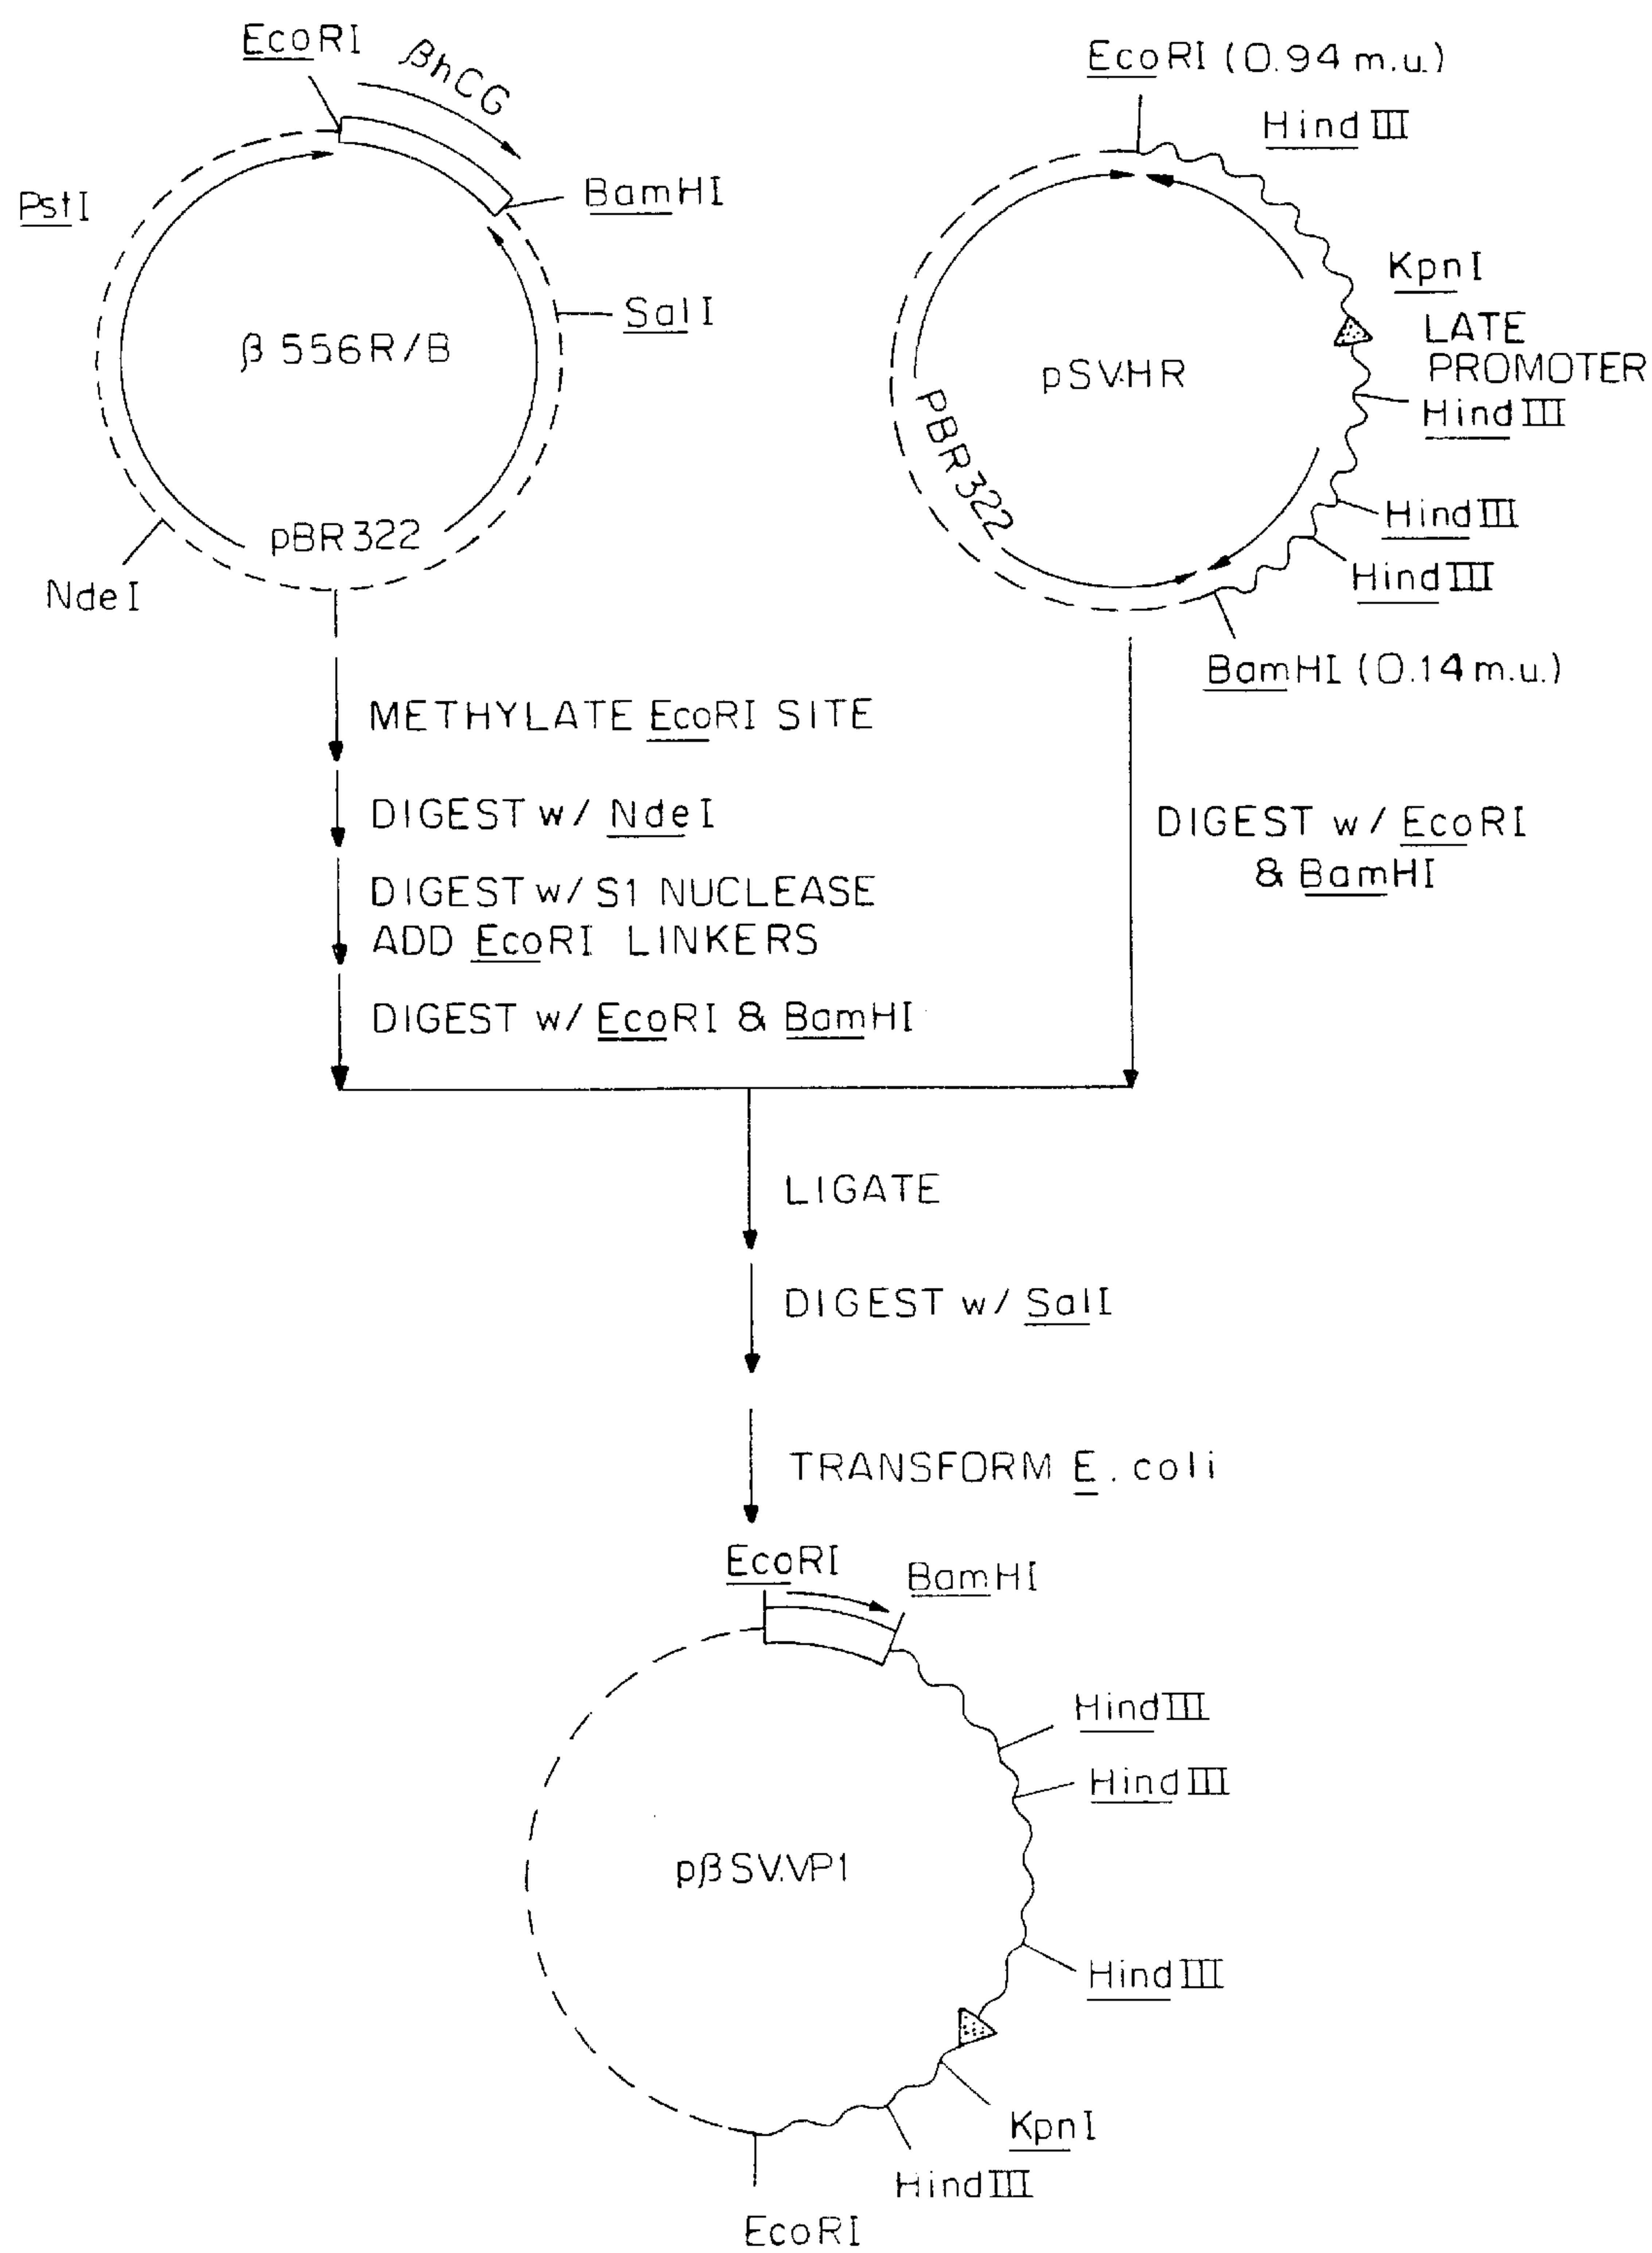 EcoRI
βhCG
PstI
BamHI
SalI
β556R/B
pBR322
NdeI
EcoRI (0.94 m.u.)
HindIII
KpnI
LATE
PROMOTER
HindIII
pSV.HR
PBR322
HindIII
HindIII
BamHI (0.14 m.u.)
METHYLATE EcoRI SITE
DIGEST w/ NdeI
DIGEST w/ S1 NUCLEASE
ADD EcoRI LINKERS
DIGEST w/ EcoRI & BamHI
DIGEST w/ EcoRI
& BamHI
LIGATE
DIGEST w/ SalI
TRANSFORM E. coli
EcoRI
BamHI
HindIII
HindIII
pβSV.VP1
HindIII
KpnI
HindIII
EcoRI